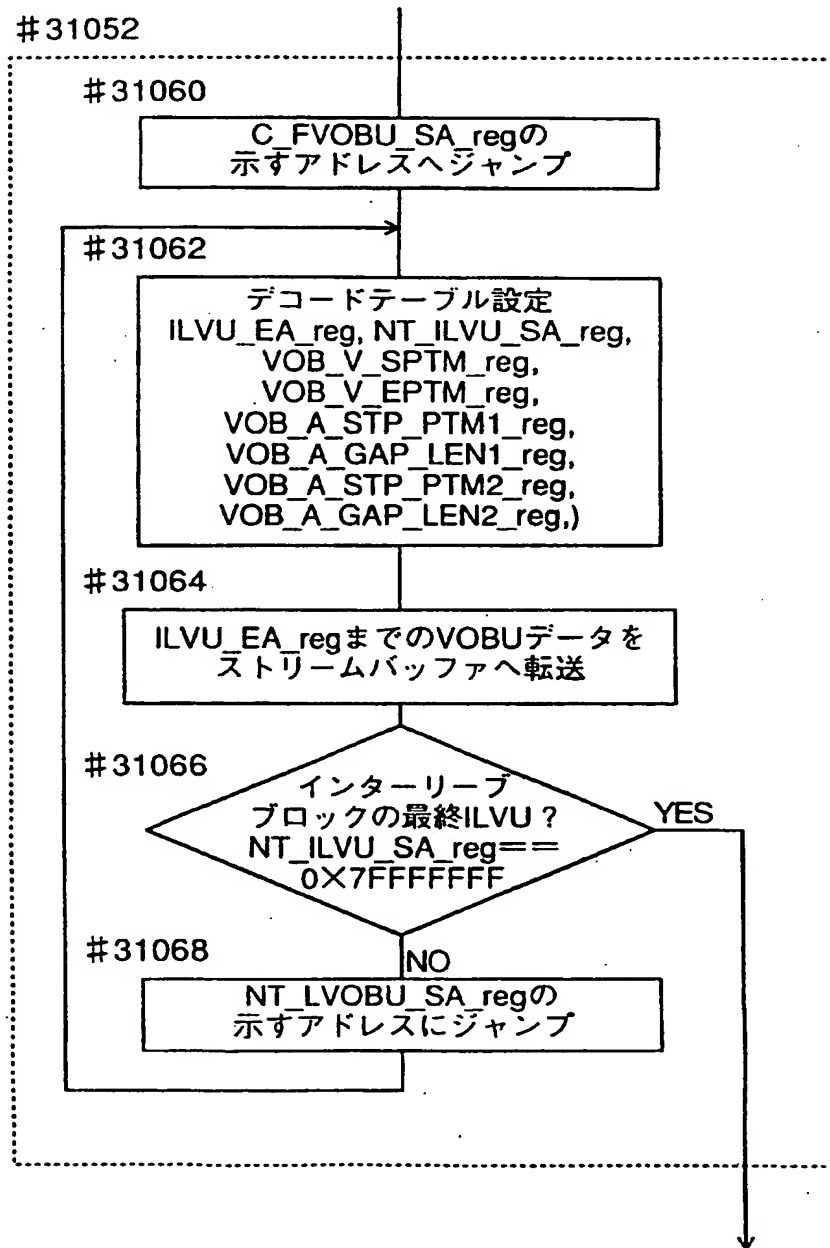 #31052
#31060
C_FVOBU_SA_regの
示すアドレスへジャンプ
#31062
デコードテーブル設定
ILVU_EA_reg, NT_ILVU_SA_reg,
VOB_V_SPTM_reg,
VOB_V_EPTM_reg,
VOB_A_STP_PTM1_reg,
VOB_A_GAP_LEN1_reg,
VOB_A_STP_PTM2_reg,
VOB_A_GAP_LEN2_reg,)
#31064
ILVU_EA_regまでのVOBUデータを
ストリームバッファへ転送
#31066
インターリーブ
ブロックの最終ILVU?
NT_ILVU_SA_reg==
0×7FFFFFFF
YES
#31068
NO
NT_LVOBU_SA_regの
示すアドレスにジャンプ